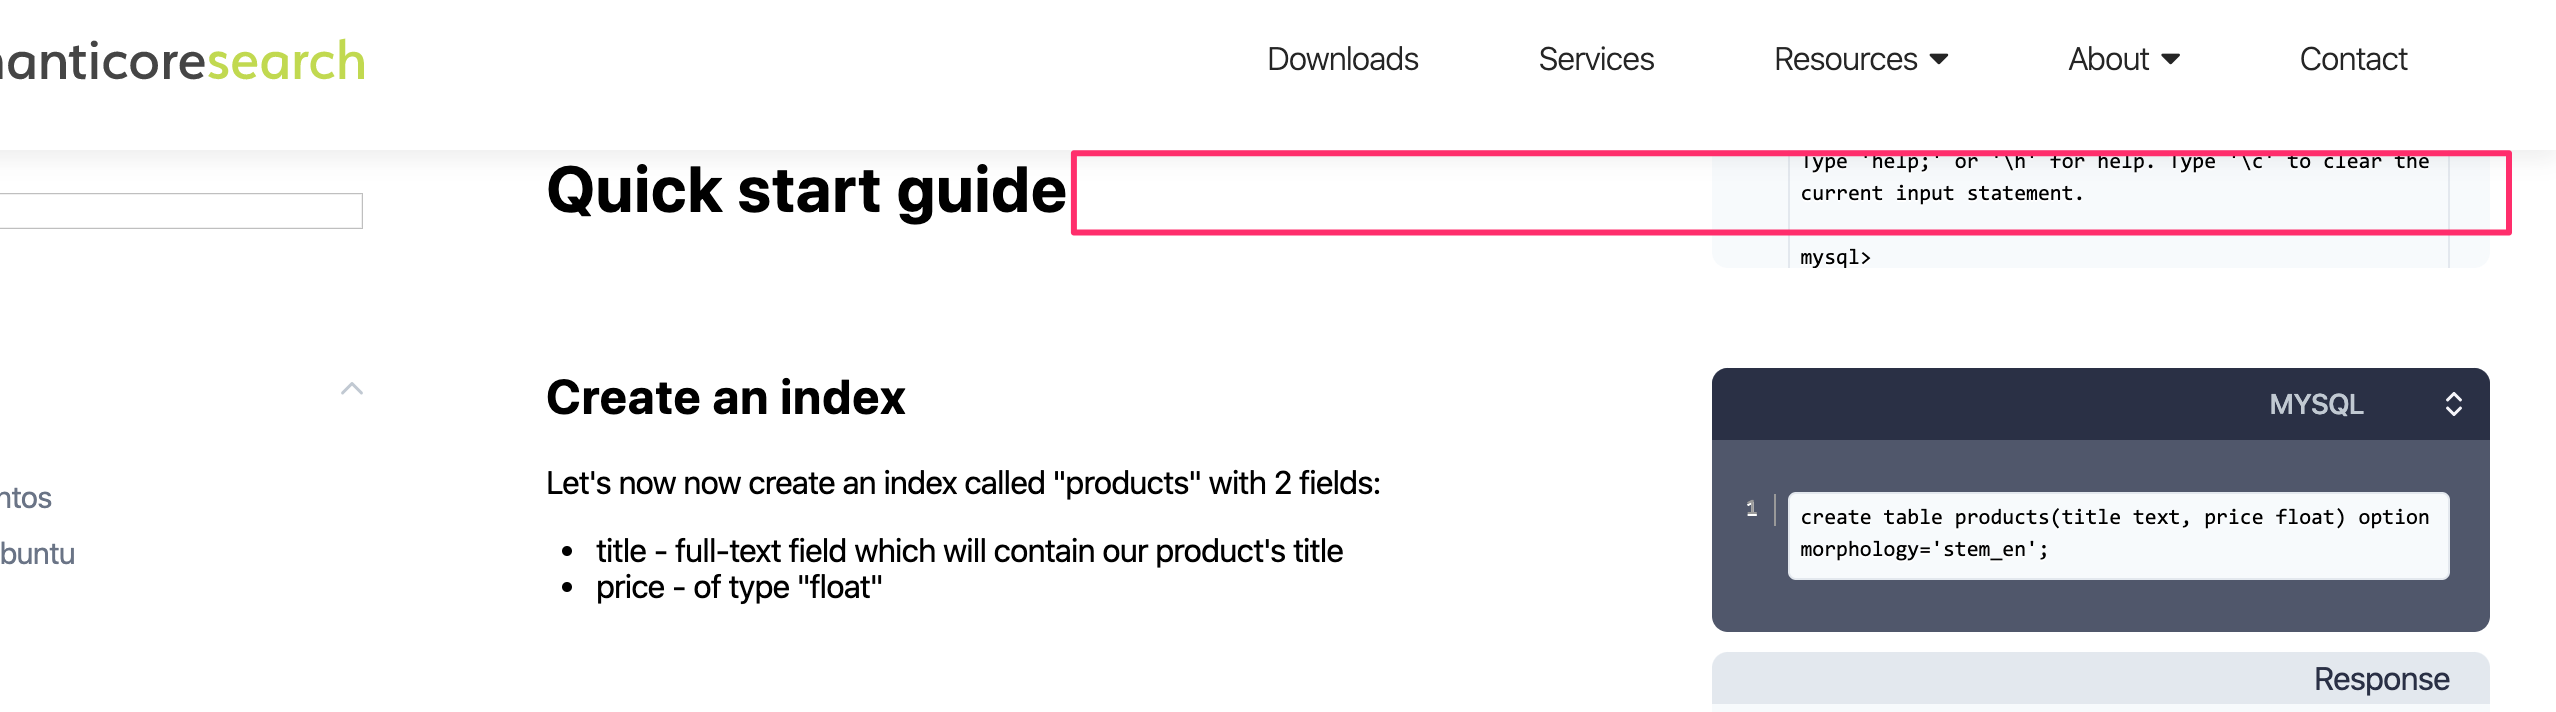 anticoresearch
Downloads
Services
Resources
About
Contact
Quick start guide
Type 'help;' or '\h' for help. Type '\c' to clear the
current input statement.
mysql>
Create an index
Let's now now create an index called "products" with 2 fields:
title - full-text field which will contain our product's title
price - of type "float"
ntos
buntu
MYSQL
1
create table products(title text, price float) option
morphology='stem_en';
Response